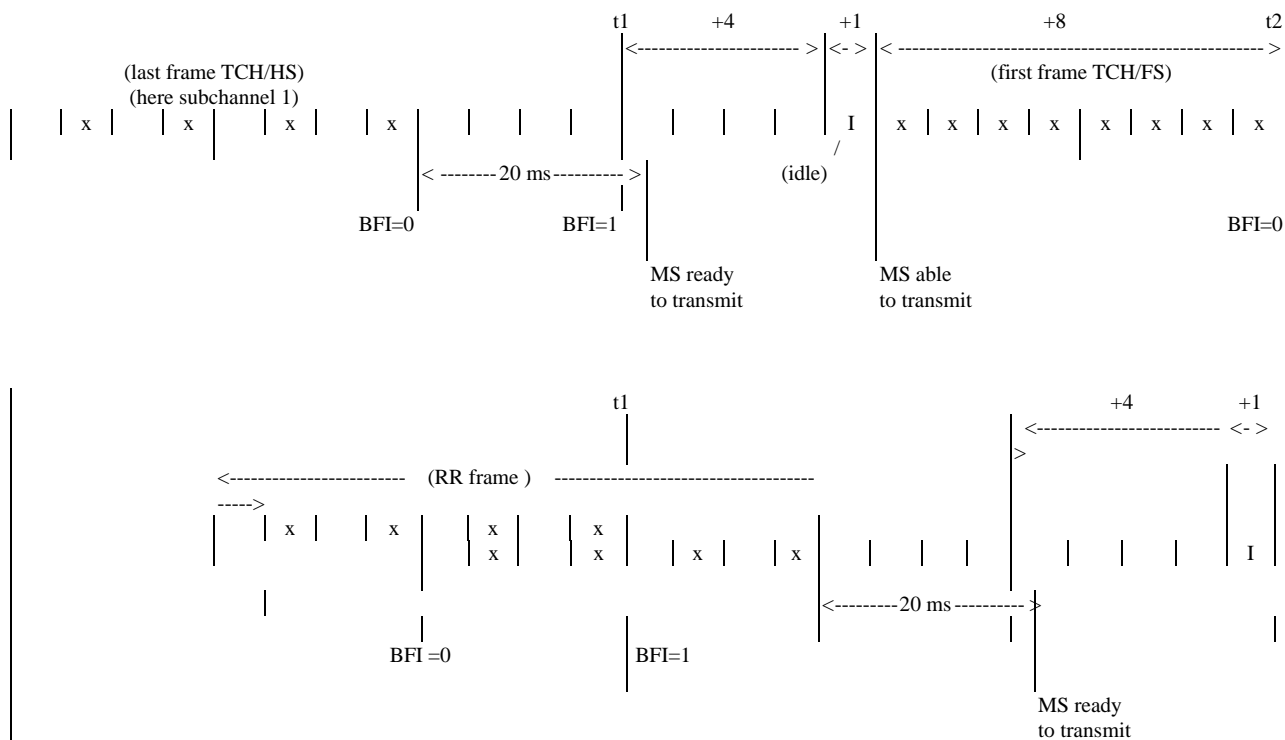 t1 +4 +1 +8 t2
< ---------------------- > <- > < -------------------------------------------------- >
(last frame TCH/HS) (first frame TCH/FS)
(here subchannel 1)
x x x x I x x x x x x x x
/
< -------- 20 ms ---------- > (idle)
BFI=0 BFI=1 BFI=0
MS ready MS able
to transmit to transmit
t1 +4 +1
<-------------------------- <- >
>
<------------------------- (RR frame ) -----------------------------------
----->
x x x x
x x x x I
<--------- 20 ms ---------- >
BFI =0 BFI=1
MS ready
to transmit